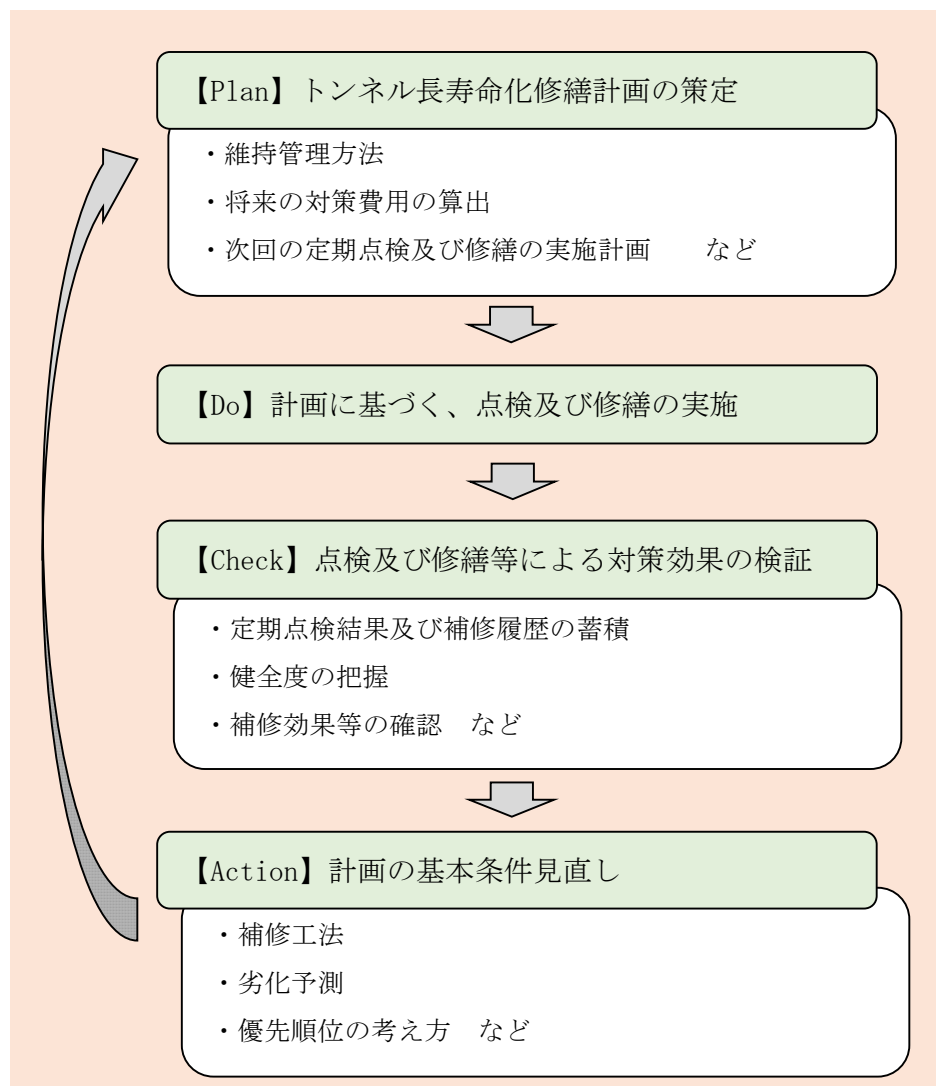 【Plan】トンネル長寿命化修繕計画の策定
・維持管理方法
・将来の対策費用の算出
・次回の定期点検及び修繕の実施計画　　など
【Do】計画に基づく、点検及び修繕の実施
【Check】点検及び修繕等による対策効果の検証
・定期点検結果及び補修履歴の蓄積
・健全度の把握
・補修効果等の確認　など
【Action】計画の基本条件見直し
・補修工法
・劣化予測
・優先順位の考え方　など